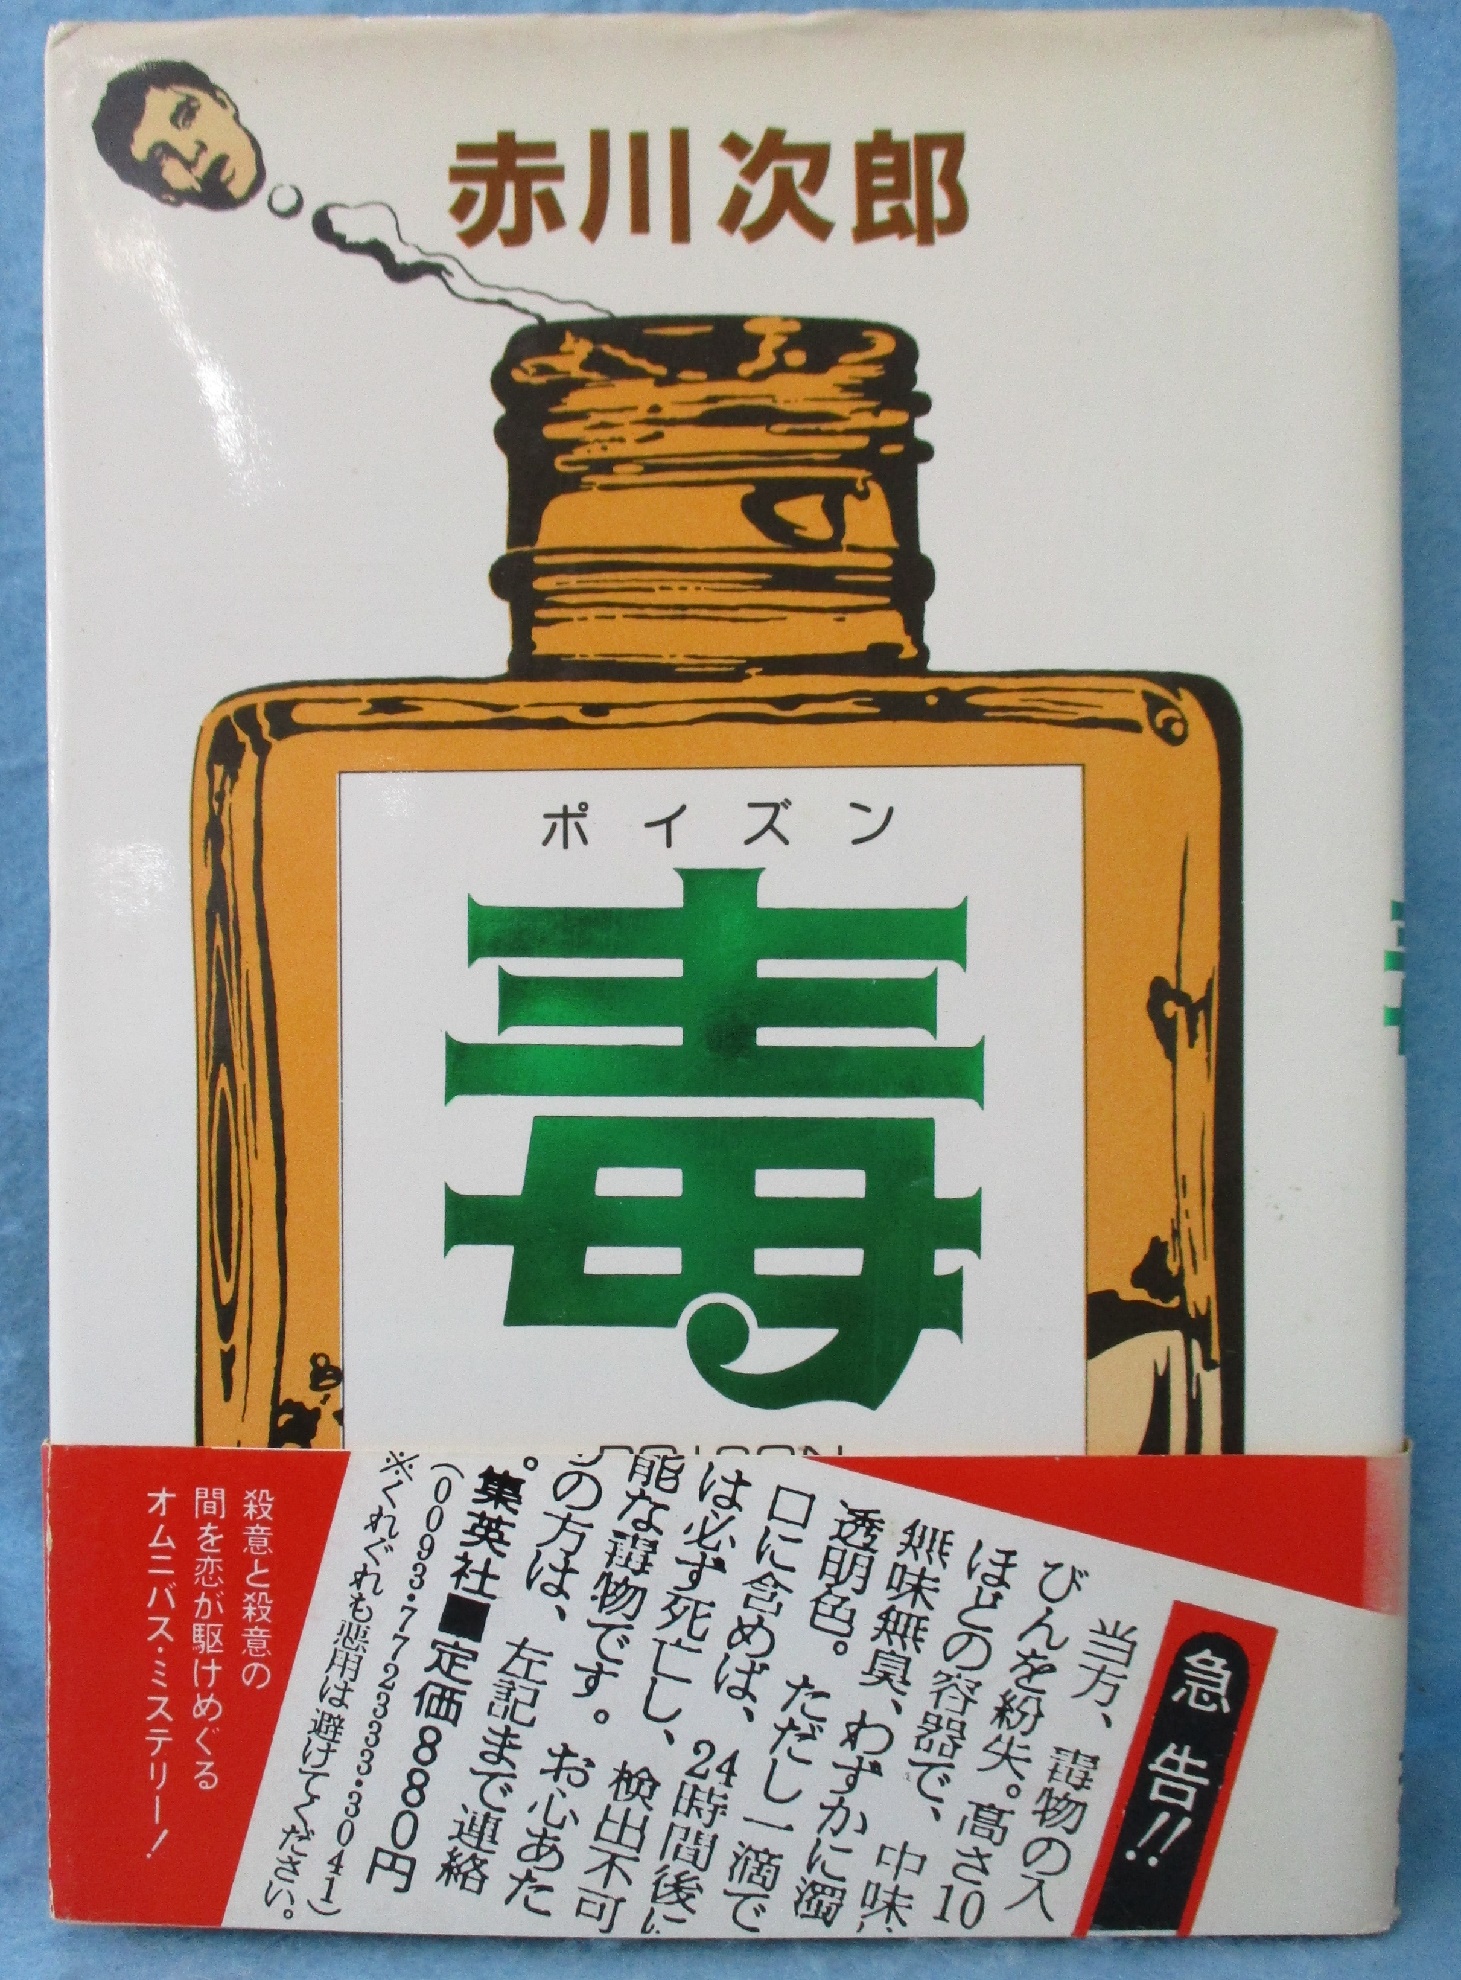 赤川次郎
ポイズン
毒
急告!!
当方、毒物の入
びんを紛失。高さ10
ほどの容器で、中味
無味無臭、わずかに濁
透明色。ただし一滴で
口に含めば、24時間後に
は必ず死亡し、検出不可
能な毒物です。お心あた
りの方は、左記まで連絡
。集英社■定価880円
(0093・772333・3041)
※くれぐれも悪用は避けてください。
殺意と殺意の
間を恋が駆けめぐる
オムニバス・ミステリー!